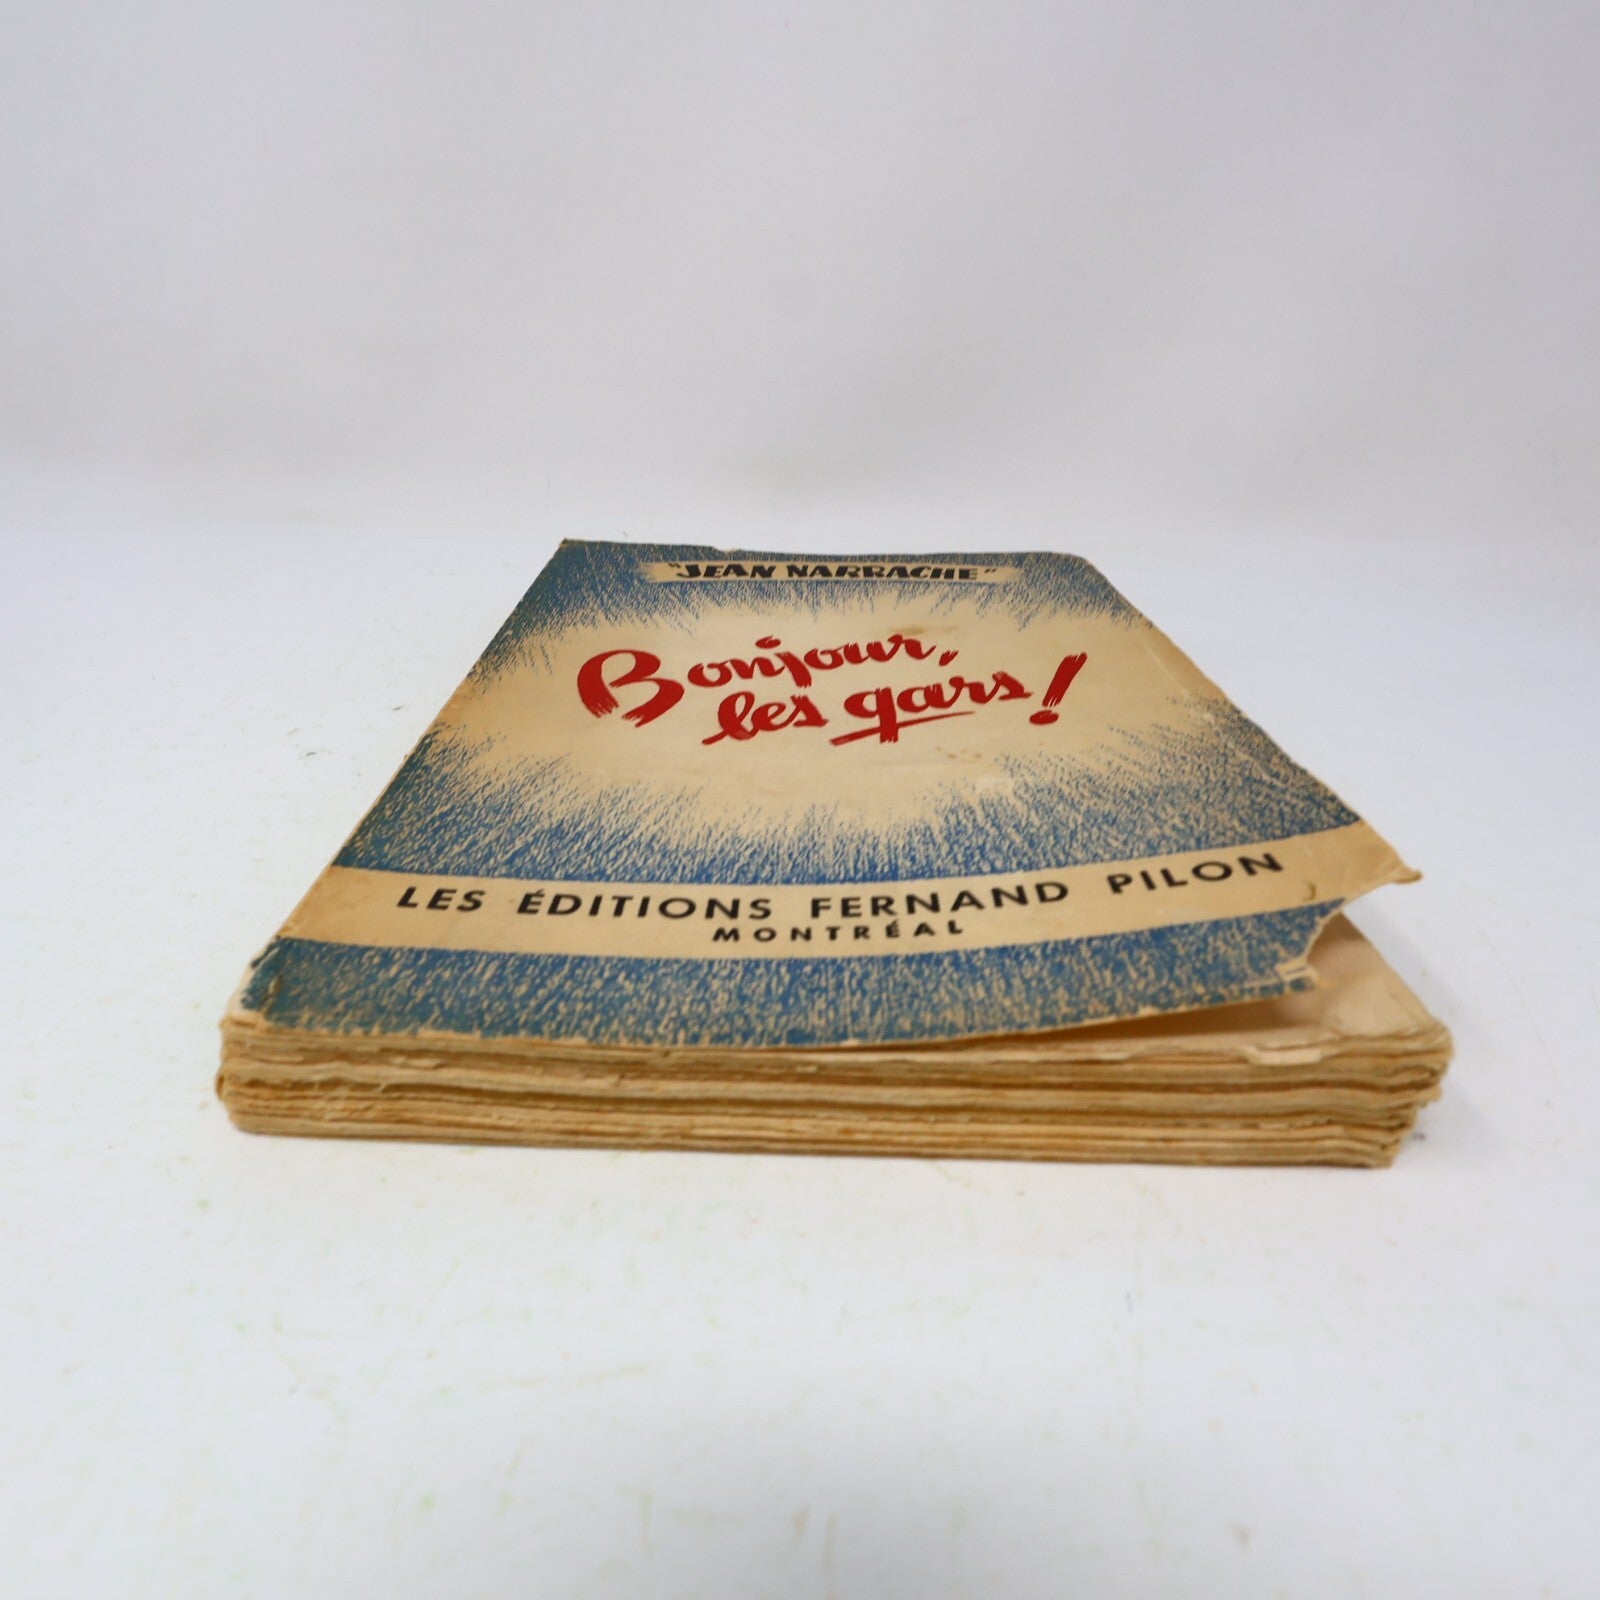 "JEAN NARRACHE"
Bonjour,
les gars!
LES ÉDITIONS FERNAND PILON
MONTRÉAL